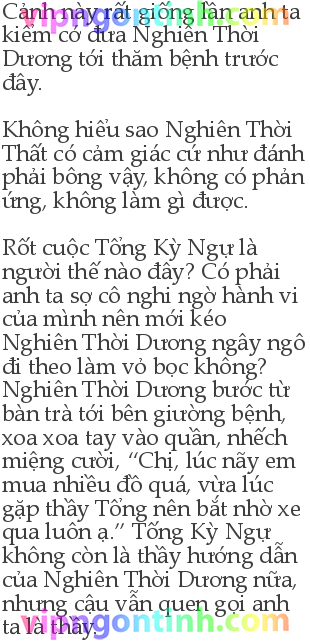 Cảnh này rất giống lần anh ta
kiếm cớ đưa Nghiên Thời
Dương tới thăm bệnh trước
đây.
Không hiểu sao Nghiên Thời
Thất có cảm giác cứ như đánh
phải bông vậy, không có phản
ứng, không làm gì được.
Rốt cuộc Tống Kỳ Ngự là
người thế nào đây? Có phải
anh ta sợ cô nghi ngờ hành vi
của mình nên mới kéo
Nghiên Thời Dương ngây ngô
đi theo làm vỏ bọc không?
Nghiên Thời Dương bước từ
bàn trà tới bên giường bệnh,
xoa xoa tay vào quần, nhếch
miệng cười, “Chị, lúc nãy em
mua nhiều đồ quá, vừa lúc
gặp thầy Tống nên bắt nhờ xe
qua luôn ạ.” Tống Kỳ Ngự
không còn là thầy hướng dẫn
của Nghiên Thời Dương nữa,
nhưng cậu vẫn quen gọi anh
ta là thầy.
vipngontinh.com
vipngontinh.com